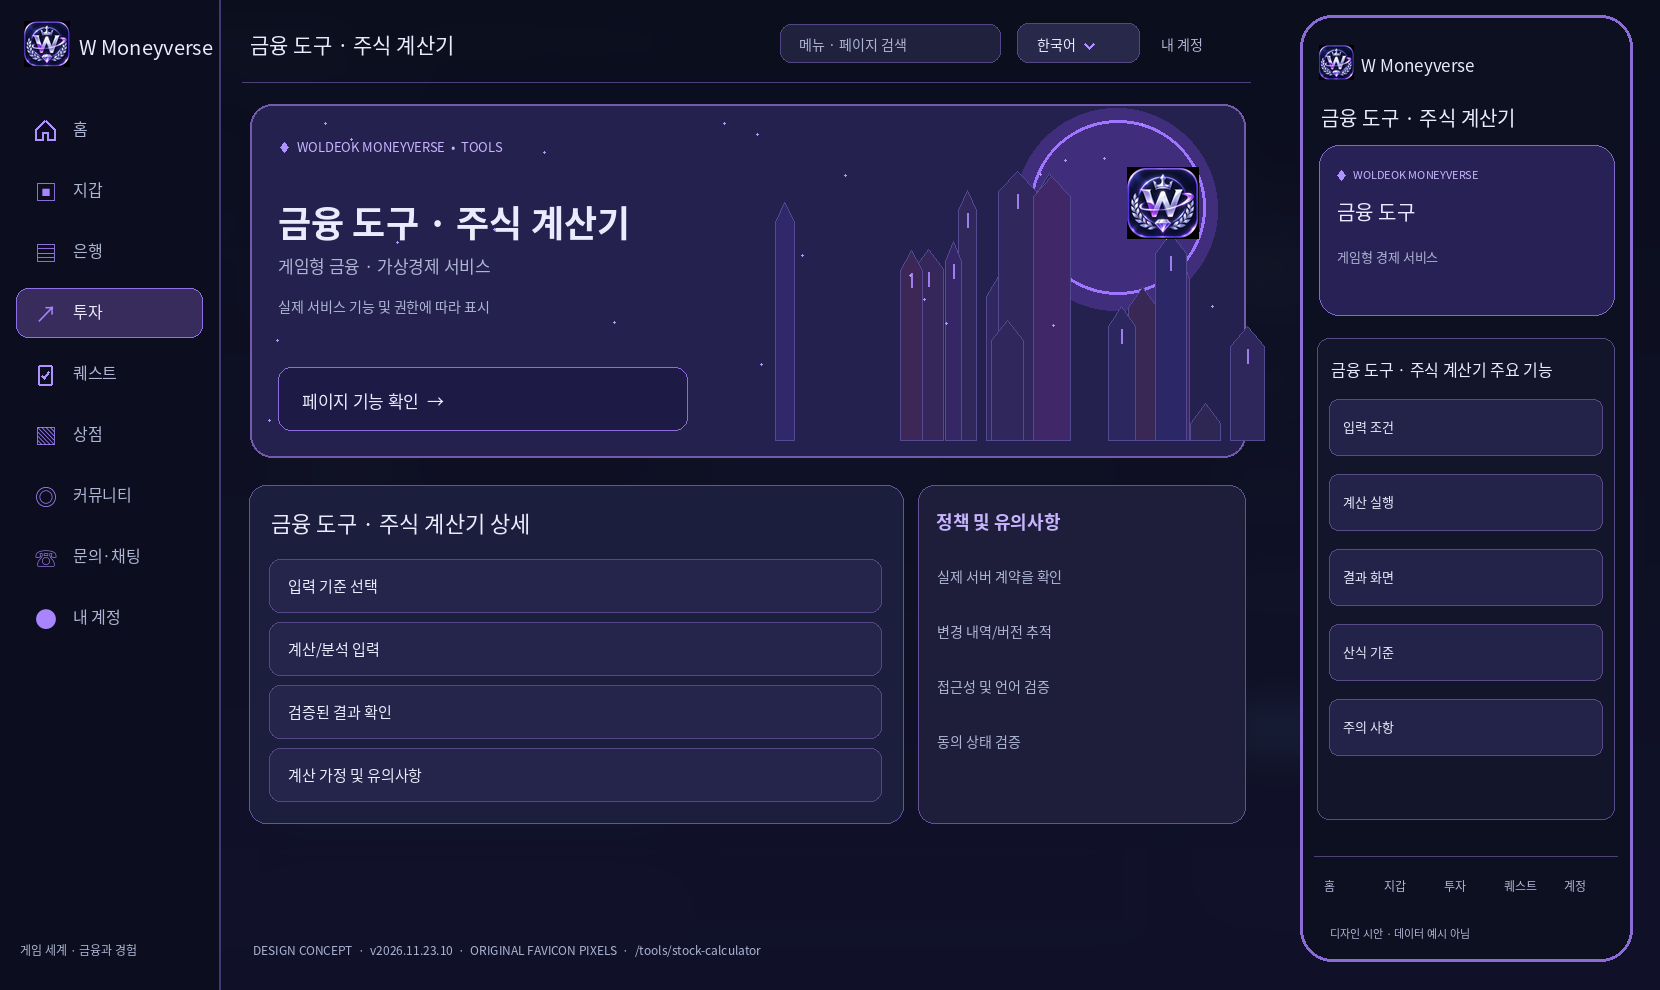 W Moneyverse
홈
지갑
은행
투자
퀘스트
상점
커뮤니티
문의·채팅
내 계정
게임 세계 · 금융과 경험
금융 도구 · 주식 계산기
메뉴 · 페이지 검색
한국어
내 계정
WOLDEOK MONEYVERSE • TOOLS
금융 도구 · 주식 계산기
게임형 금융 · 가상경제 서비스
실제 서비스 기능 및 권한에 따라 표시
페이지 기능 확인 →
W
금융 도구 · 주식 계산기 상세
입력 기준 선택
계산/분석 입력
검증된 결과 확인
계산 가정 및 유의사항
정책 및 유의사항
실제 서버 계약을 확인
변경 내역/버전 추적
접근성 및 언어 검증
동의 상태 검증
DESIGN CONCEPT · v2026.11.23.10 · ORIGINAL FAVICON PIXELS · /tools/stock-calculator
W Moneyverse
금융 도구 · 주식 계산기
WOLDEOK MONEYVERSE
금융 도구
게임형 경제 서비스
금융 도구 · 주식 계산기 주요 기능
입력 조건
계산 실행
결과 화면
산식 기준
주의 사항
홈 지갑 투자 퀘스트 계정
디자인 시안 · 데이터 예시 아님